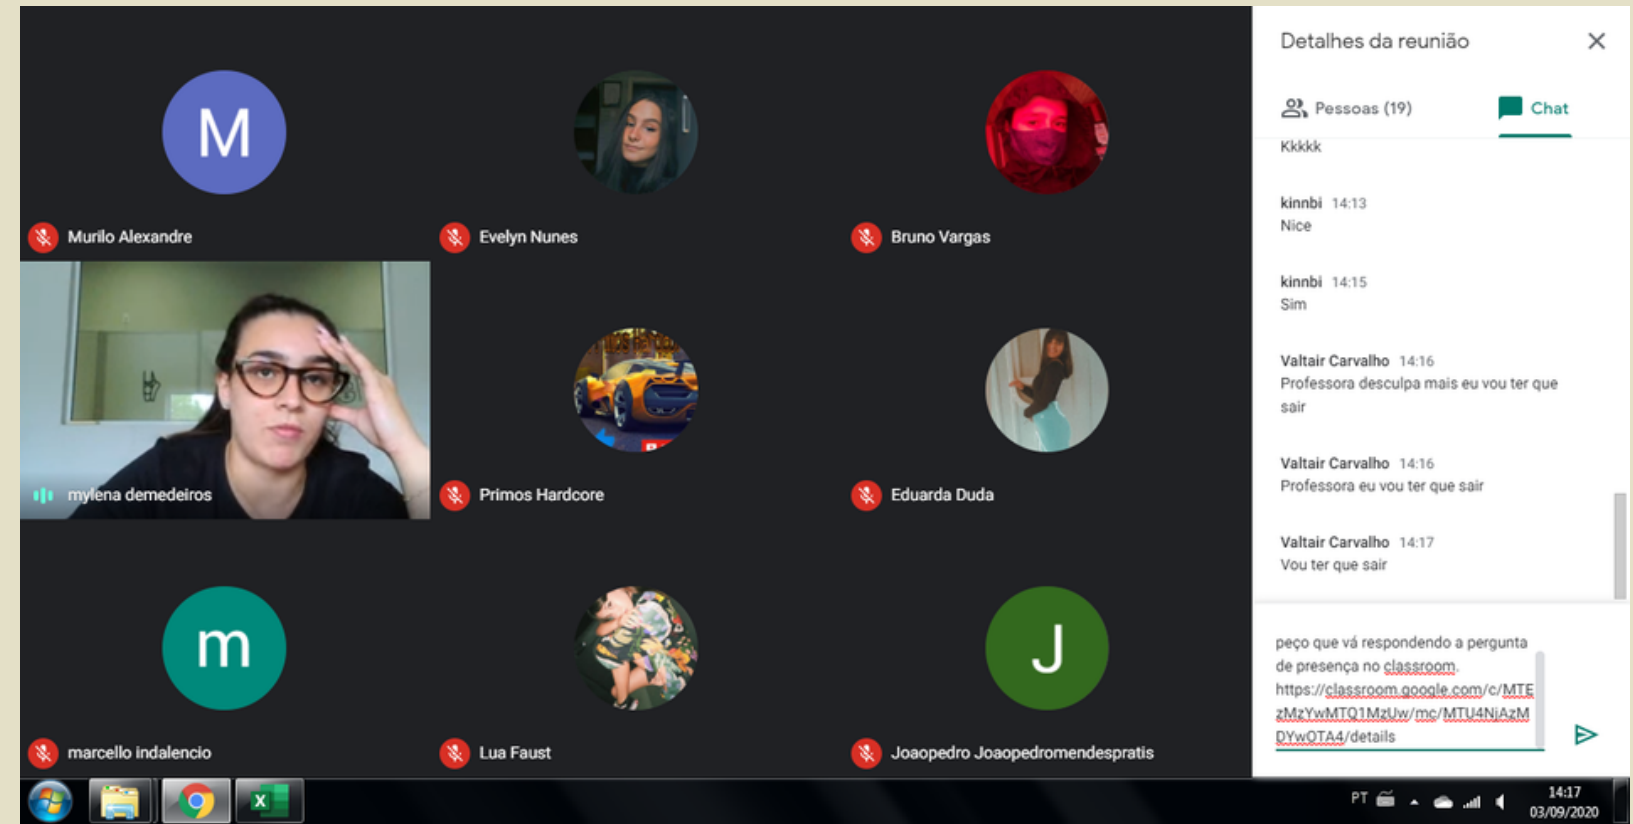 M
Murilo Alexandre
Evelyn Nunes
Bruno Vargas
mylena demedeiros
Primos Hardcore
Eduarda Duda
m
marcello indalencio
Lua Faust
J
Joaopedro Joaopedromendespratis
Detalhes da reunião
Pessoas (19)
Chat
Kkkkk
kinnbi 14:13
Nice
kinnbi 14:15
Sim
Valtair Carvalho 14:16
Professora desculpa mais eu vou ter que
sair
Valtair Carvalho 14:16
Professora eu vou ter que sair
Valtair Carvalho 14:17
Vou ter que sair
peço que vá respondendo a pergunta
de presença no classroom.
https://classroom.google.com/c/MTE
zMzYwMTQ1MzUw/mc/MTU4NjAzM
DYwOTA4/details
X
PT
14:17
03/09/2020